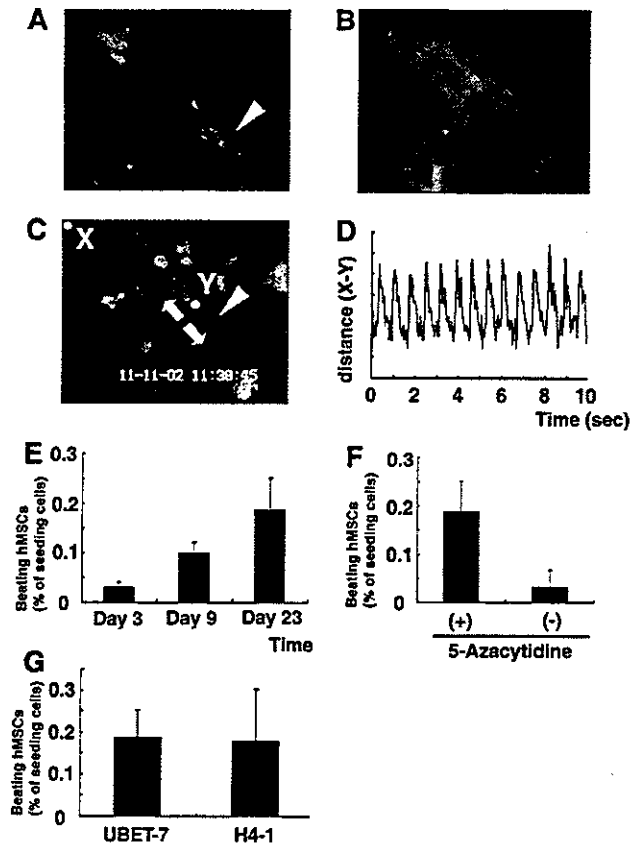 A
B
C
X
Y
11-11-02 11:38:45
D
distance (X-Y)
0 2 4 6 8 10
Time (sec)
E
Beating hMSCs
(% of seeding cells)
0.3
0.2
0.1
0
Day 3 Day 9 Day 23
Time
F
Beating hMSCs
(% of seeding cells)
0.3
0.2
0.1
0
(+) (-)
5-Azacytidine
G
Beating hMSCs
(% of seeding cells)
0.3
0.2
0.2
0
UBET-7 H4-1